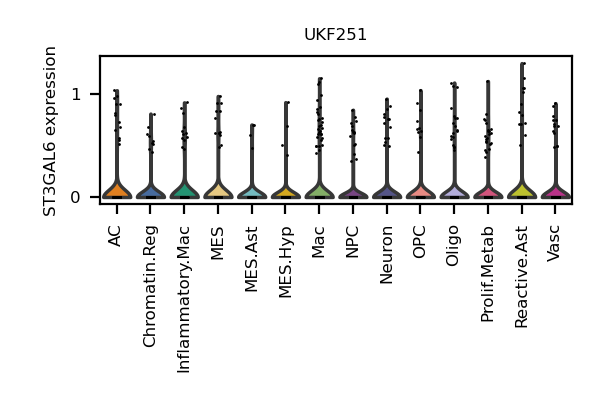 UKF251
ST3GAL6 expression
1
0
AC
Chromatin.Reg
Inflammatory.Mac
MES
MES.Ast
MES.Hyp
Mac
NPC
Neuron
OPC
Oligo
Prolif.Metab
Reactive.Ast
Vasc